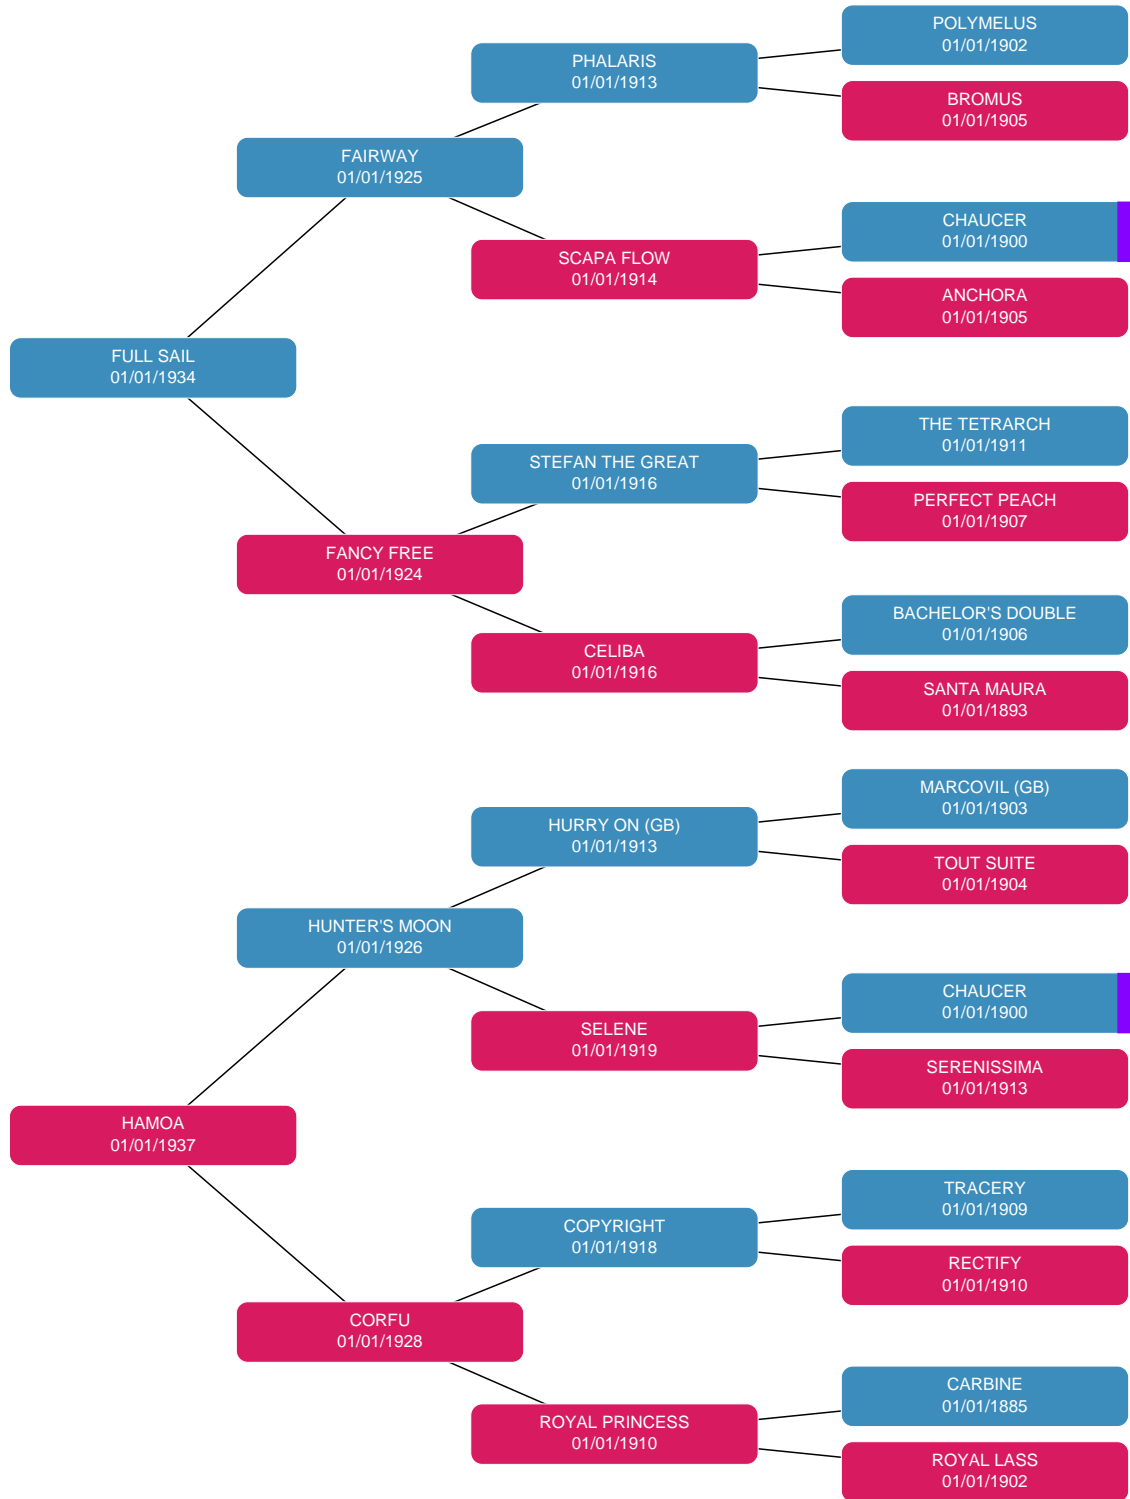 POLYMELUS
01/01/1902
PHALARIS
01/01/1913
BROMUS
01/01/1905
FAIRWAY
01/01/1925
CHAUCER
01/01/1900
SCAPA FLOW
01/01/1914
ANCHORA
01/01/1905
FULL SAIL
01/01/1934
THE TETRARCH
01/01/1911
STEFAN THE GREAT
01/01/1916
PERFECT PEACH
01/01/1907
FANCY FREE
01/01/1924
BACHELOR'S DOUBLE
01/01/1906
CELIBA
01/01/1916
SANTA MAURA
01/01/1893
MARCOVIL (GB)
01/01/1903
HURRY ON (GB)
01/01/1913
TOUT SUITE
01/01/1904
HUNTER'S MOON
01/01/1926
CHAUCER
01/01/1900
SELENE
01/01/1919
SERENISSIMA
01/01/1913
HAMOA
01/01/1937
TRACERY
01/01/1909
COPYRIGHT
01/01/1918
RECTIFY
01/01/1910
CORFU
01/01/1928
CARBINE
01/01/1885
ROYAL PRINCESS
01/01/1910
ROYAL LASS
01/01/1902